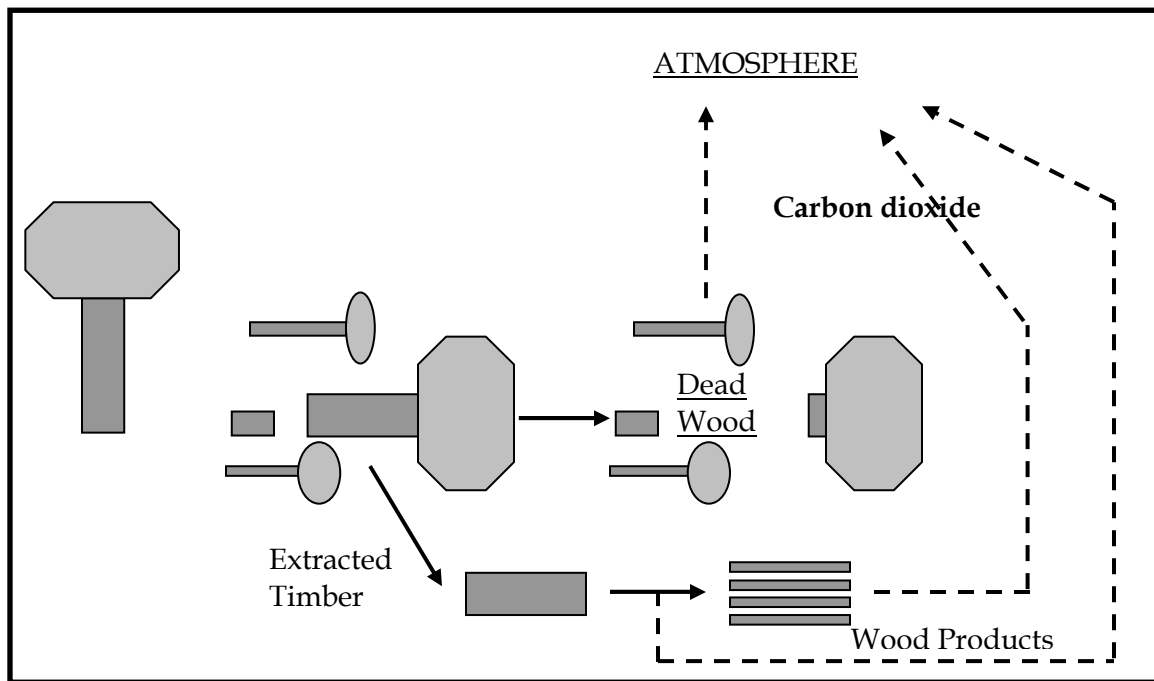 ATMOSPHERE
Carbon dioxide
Dead
Wood
Extracted
Timber
Wood Products